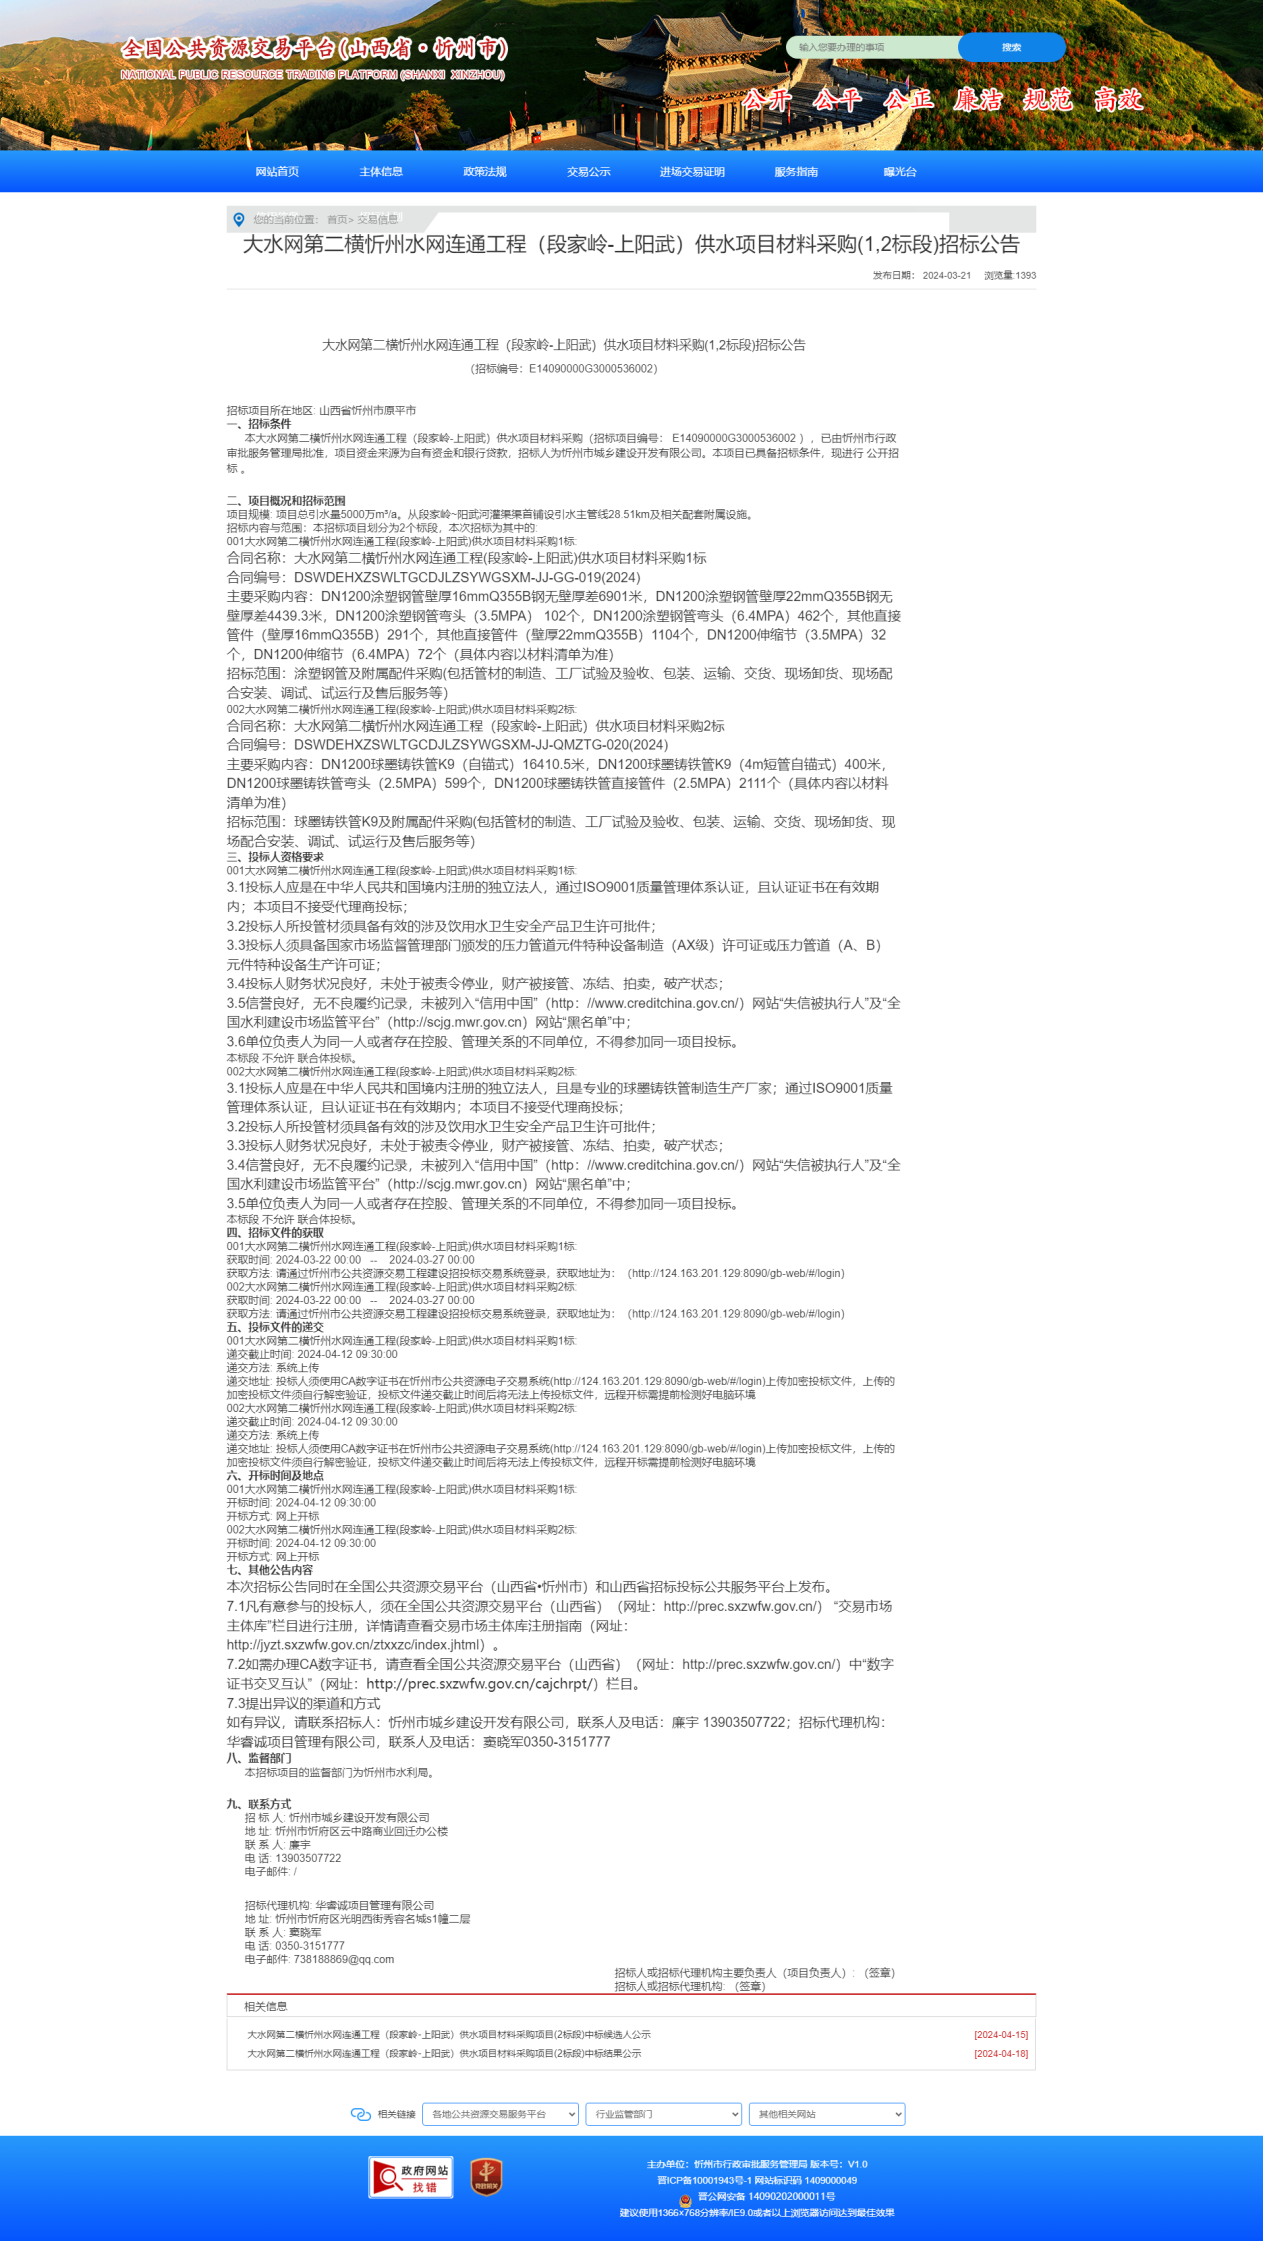 全国公共资源交易平台(山西省·忻州市)
NATIONAL PUBLIC RESOURCE TRADING PLATFORM (SHANXI XINZHOU)
输入您要办理的事项
搜索
公开 公平 公正 廉洁 规范 高效
网站首页 主体信息 政策法规 交易公示 进场交易证明 服务指南 曝光台
您的当前位置： 首页> 交易信息
大水网第二横忻州水网连通工程（段家岭-上阳武）供水项目材料采购(1,2标段)招标公告
发布日期： 2024-03-21 浏览量:1393
大水网第二横忻州水网连通工程（段家岭-上阳武）供水项目材料采购(1,2标段)招标公告
（招标编号：E14090000G3000536002）
招标项目所在地区: 山西省忻州市原平市
一、招标条件
本大水网第二横忻州水网连通工程（段家岭-上阳武）供水项目材料采购（招标项目编号： E14090000G3000536002 ），已由忻州市行政
审批服务管理局批准，项目资金来源为自有资金和银行贷款，招标人为忻州市城乡建设开发有限公司。本项目已具备招标条件，现进行 公开招
标 。
二、项目概况和招标范围
项目规模: 项目总引水量5000万m³/a。从段家岭~阳武河灌渠渠首铺设引水主管线28.51km及相关配套附属设施。
招标内容与范围：本招标项目划分为2个标段，本次招标为其中的:
001大水网第二横忻州水网连通工程(段家岭-上阳武)供水项目材料采购1标:
合同名称：大水网第二横忻州水网连通工程(段家岭-上阳武)供水项目材料采购1标
合同编号：DSWDEHXZSWLTGCDJLZSYWGSXM-JJ-GG-019(2024)
主要采购内容：DN1200涂塑钢管壁厚16mmQ355B钢无壁厚差6901米，DN1200涂塑钢管壁厚22mmQ355B钢无
壁厚差4439.3米，DN1200涂塑钢管弯头（3.5MPA） 102个，DN1200涂塑钢管弯头（6.4MPA）462个，其他直接
管件（壁厚16mmQ355B）291个，其他直接管件（壁厚22mmQ355B）1104个，DN1200伸缩节（3.5MPA）32
个，DN1200伸缩节（6.4MPA）72个（具体内容以材料清单为准）
招标范围：涂塑钢管及附属配件采购(包括管材的制造、工厂试验及验收、包装、运输、交货、现场卸货、现场配
合安装、调试、试运行及售后服务等)
002大水网第二横忻州水网连通工程(段家岭-上阳武)供水项目材料采购2标:
合同名称：大水网第二横忻州水网连通工程（段家岭-上阳武）供水项目材料采购2标
合同编号：DSWDEHXZSWLTGCDJLZSYWGSXM-JJ-QMZTG-020(2024)
主要采购内容：DN1200球墨铸铁管K9（自锚式）16410.5米，DN1200球墨铸铁管K9（4m短管自锚式）400米，
DN1200球墨铸铁管弯头（2.5MPA）599个，DN1200球墨铸铁管直接管件（2.5MPA）2111个（具体内容以材料
清单为准）
招标范围：球墨铸铁管K9及附属配件采购(包括管材的制造、工厂试验及验收、包装、运输、交货、现场卸货、现
场配合安装、调试、试运行及售后服务等)
三、投标人资格要求
001大水网第二横忻州水网连通工程(段家岭-上阳武)供水项目材料采购1标:
3.1投标人应是在中华人民共和国境内注册的独立法人，通过ISO9001质量管理体系认证，且认证证书在有效期
内；本项目不接受代理商投标；
3.2投标人所投管材须具备有效的涉及饮用水卫生安全产品卫生许可批件；
3.3投标人须具备国家市场监督管理部门颁发的压力管道元件特种设备制造（AX级）许可证或压力管道（A、B）
元件特种设备生产许可证；
3.4投标人财务状况良好，未处于被责令停业，财产被接管、冻结、拍卖，破产状态；
3.5信誉良好，无不良履约记录，未被列入“信用中国”（http：//www.creditchina.gov.cn/）网站“失信被执行人”及“全
国水利建设市场监管平台”（http://scjg.mwr.gov.cn）网站“黑名单”中；
3.6单位负责人为同一人或者存在控股、管理关系的不同单位，不得参加同一项目投标。
本标段 不允许 联合体投标。
002大水网第二横忻州水网连通工程(段家岭-上阳武)供水项目材料采购2标:
3.1投标人应是在中华人民共和国境内注册的独立法人，且是专业的球墨铸铁管制造生产厂家；通过ISO9001质量
管理体系认证，且认证证书在有效期内；本项目不接受代理商投标；
3.2投标人所投管材须具备有效的涉及饮用水卫生安全产品卫生许可批件；
3.3投标人财务状况良好，未处于被责令停业，财产被接管、冻结、拍卖，破产状态；
3.4信誉良好，无不良履约记录，未被列入“信用中国”（http：//www.creditchina.gov.cn/）网站“失信被执行人”及“全
国水利建设市场监管平台”（http://scjg.mwr.gov.cn）网站“黑名单”中；
3.5单位负责人为同一人或者存在控股、管理关系的不同单位，不得参加同一项目投标。
本标段 不允许 联合体投标。
四、招标文件的获取
001大水网第二横忻州水网连通工程(段家岭-上阳武)供水项目材料采购1标:
获取时间: 2024-03-22 00:00 -- 2024-03-27 00:00
获取方法: 请通过忻州市公共资源交易工程建设招投标交易系统登录，获取地址为：（http://124.163.201.129:8090/gb-web/#/login）
002大水网第二横忻州水网连通工程(段家岭-上阳武)供水项目材料采购2标:
获取时间: 2024-03-22 00:00 -- 2024-03-27 00:00
获取方法: 请通过忻州市公共资源交易工程建设招投标交易系统登录，获取地址为：（http://124.163.201.129:8090/gb-web/#/login）
五、投标文件的递交
001大水网第二横忻州水网连通工程(段家岭-上阳武)供水项目材料采购1标:
递交截止时间: 2024-04-12 09:30:00
递交方法: 系统上传
递交地址: 投标人须使用CA数字证书在忻州市公共资源电子交易系统(http://124.163.201.129:8090/gb-web/#/login)上传加密投标文件，上传的
加密投标文件须自行解密验证，投标文件递交截止时间后将无法上传投标文件，远程开标需提前检测好电脑环境
002大水网第二横忻州水网连通工程(段家岭-上阳武)供水项目材料采购2标:
递交截止时间: 2024-04-12 09:30:00
递交方法: 系统上传
递交地址: 投标人须使用CA数字证书在忻州市公共资源电子交易系统(http://124.163.201.129:8090/gb-web/#/login)上传加密投标文件，上传的
加密投标文件须自行解密验证，投标文件递交截止时间后将无法上传投标文件，远程开标需提前检测好电脑环境
六、开标时间及地点
001大水网第二横忻州水网连通工程(段家岭-上阳武)供水项目材料采购1标:
开标时间: 2024-04-12 09:30:00
开标方式: 网上开标
002大水网第二横忻州水网连通工程(段家岭-上阳武)供水项目材料采购2标:
开标时间: 2024-04-12 09:30:00
开标方式: 网上开标
七、其他公告内容
本次招标公告同时在全国公共资源交易平台（山西省•忻州市）和山西省招标投标公共服务平台上发布。
7.1凡有意参与的投标人，须在全国公共资源交易平台（山西省）（网址：http://prec.sxzwfw.gov.cn/） “交易市场
主体库”栏目进行注册，详情请查看交易市场主体库注册指南（网址：
http://jyzt.sxzwfw.gov.cn/ztxxzc/index.jhtml）。
7.2如需办理CA数字证书，请查看全国公共资源交易平台（山西省）（网址：http://prec.sxzwfw.gov.cn/）中“数字
证书交叉互认”（网址：http://prec.sxzwfw.gov.cn/cajchrpt/）栏目。
7.3提出异议的渠道和方式
如有异议，请联系招标人：忻州市城乡建设开发有限公司，联系人及电话：廉宇 13903507722；招标代理机构：
华睿诚项目管理有限公司，联系人及电话：窦晓军0350-3151777
八、监督部门
本招标项目的监督部门为忻州市水利局。
九、联系方式
招 标 人: 忻州市城乡建设开发有限公司
地 址: 忻州市忻府区云中路商业回迁办公楼
联 系 人: 廉宇
电 话: 13903507722
电子邮件: /
招标代理机构: 华睿诚项目管理有限公司
地 址: 忻州市忻府区光明西街秀容名城s1幢二层
联 系 人: 窦晓军
电 话: 0350-3151777
电子邮件: 738188869@qq.com
招标人或招标代理机构主要负责人（项目负责人）: （签章）
招标人或招标代理机构: （签章）
相关信息
大水网第二横忻州水网连通工程（段家岭-上阳武）供水项目材料采购项目(2标段)中标候选人公示 [2024-04-15]
大水网第二横忻州水网连通工程（段家岭-上阳武）供水项目材料采购项目(2标段)中标结果公示 [2024-04-18]
相关链接 各地公共资源交易服务平台 行业监管部门 其他相关网站
政府网站
找错
党政机关
主办单位：忻州市行政审批服务管理局 版本号：V1.0
晋ICP备10001943号-1 网站标识码 1409000049
晋公网安备 14090202000011号
建议使用1366×768分辨率/IE9.0或者以上浏览器访问达到最佳效果